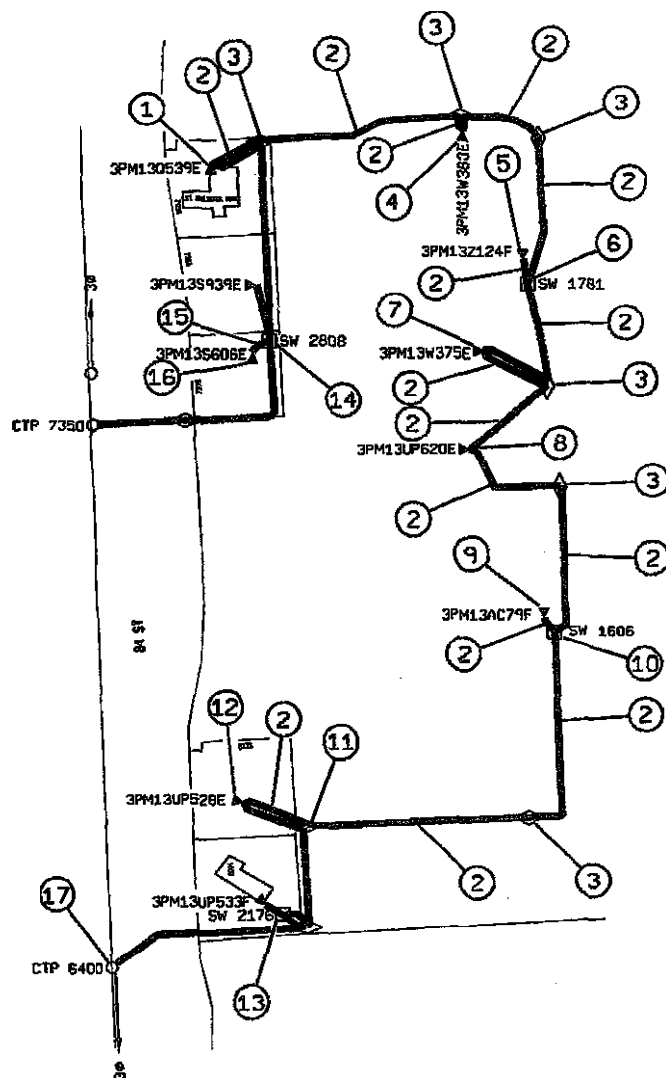 3
2
3
2
2
1
3
3PM13Q539E
2
4
5
3PM13W383E
2
3PM13Z124F
6
2
SW 1781
3PM13S939E
7
15
2
SW 2808
3PM13S606E
3PM13W375E
16
14
2
3
2
CTP 7350
3PM13UP620E
8
3
2
2
9
3PM13AC79F
SW 1606
2
10
84 ST
12
2
11
2
3PM13UP528E
2
3
17
3PM13UP533F
SW 2176
CTP 6400
13